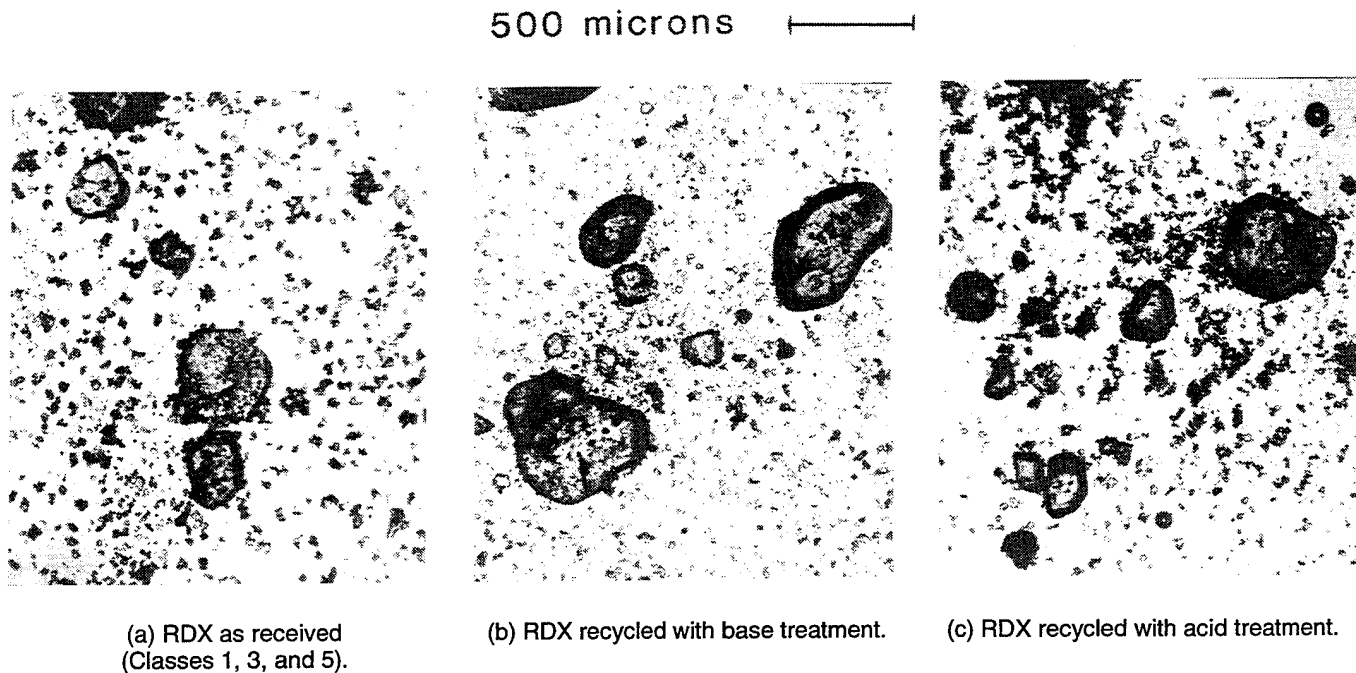 500 microns
(a) RDX as received
(Classes 1, 3, and 5).
(b) RDX recycled with base treatment.
(c) RDX recycled with acid treatment.